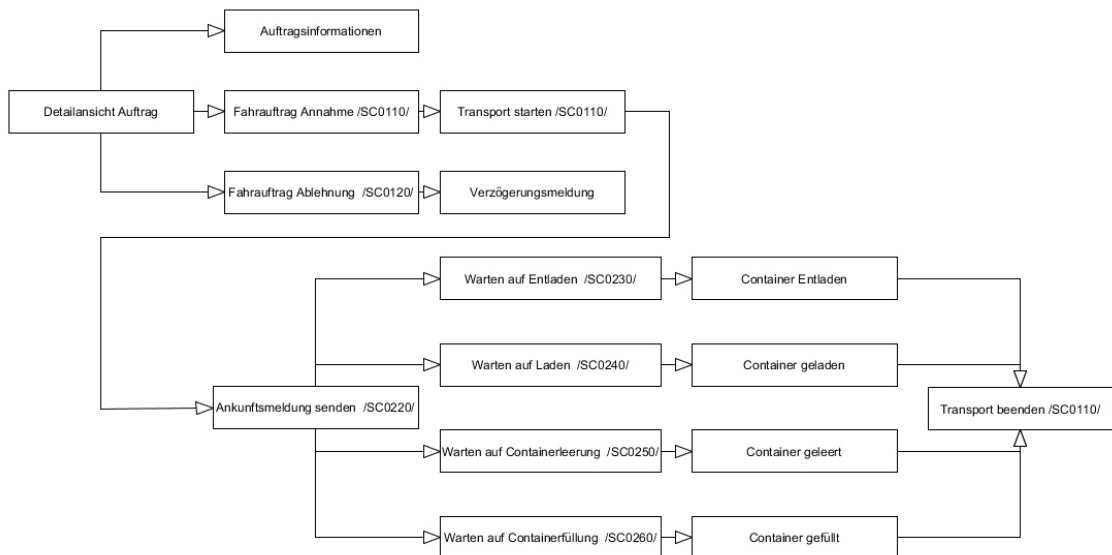 Auftragsinformationen
Detailansicht Auftrag
Fahrauftrag Annahme /SC0110/
Transport starten /SC0110/
Fahrauftrag Ablehnung /SC0120/
Verzögerungsmeldung
Warten auf Entladen /SC0230/
Container Entladen
Warten auf Laden /SC0240/
Container geladen
Ankunftsmeldung senden /SC0220/
Transport beenden /SC0110/
Warten auf Containerleerung /SC0250/
Container geleert
Warten auf Containerfüllung /SC0260/
Container gefüllt